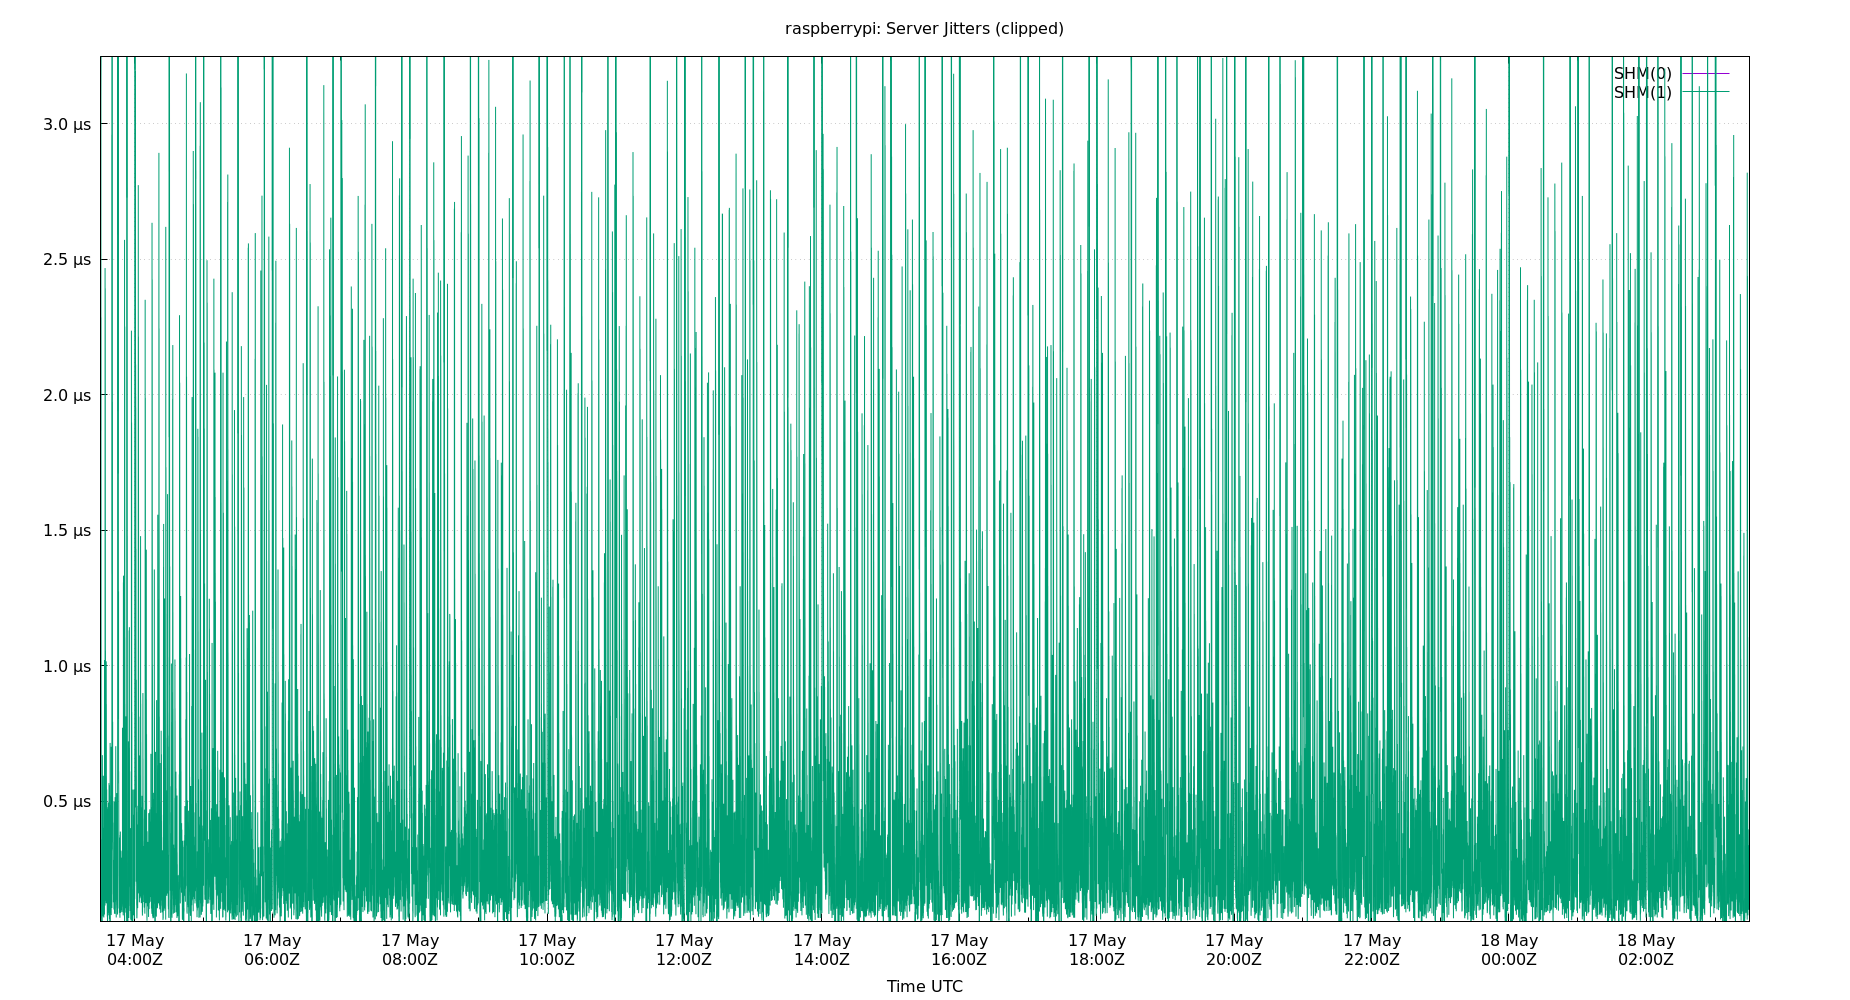 raspberrypi: Server Jitters (clipped)
SHM(0)
SHM(1)
3.0 µs
2.5 µs
2.0 µs
1.5 µs
1.0 µs
0.5 µs
17 May 17 May 17 May 17 May 17 May 17 May 17 May 17 May 17 May 17 May 18 May 18 May
04:00Z 06:00Z 08:00Z 10:00Z 12:00Z 14:00Z 16:00Z 18:00Z 20:00Z 22:00Z 00:00Z 02:00Z
Time UTC